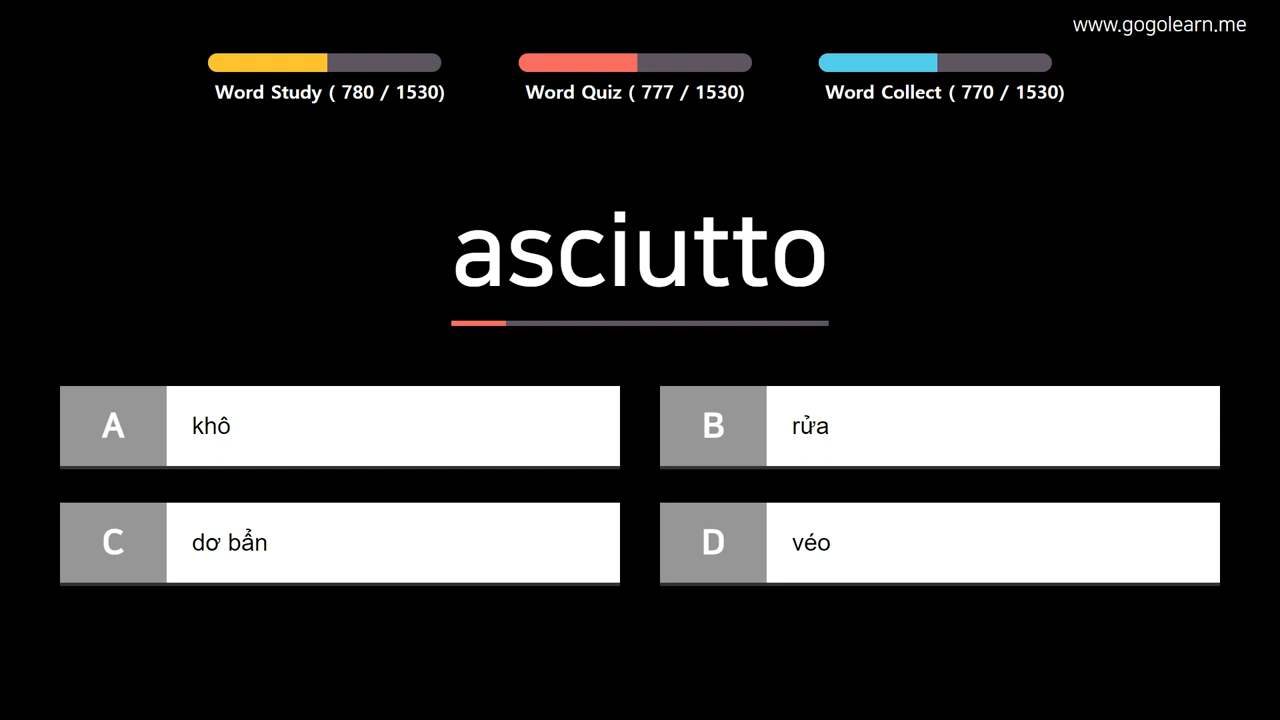 www.gogolearn.me
Word Study ( 780 / 1530)
Word Quiz ( 777 / 1530)
Word Collect ( 770 / 1530)
asciutto
A khô
B rửa
C dơ bẩn
D véo